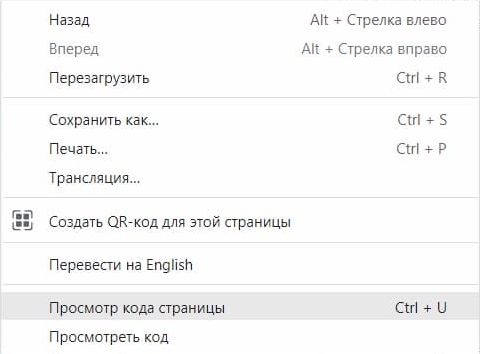 Назад Alt + Стрелка влево
Вперед Alt + Стрелка вправо
Перезагрузить Ctrl + R
Сохранить как... Ctrl + S
Печать... Ctrl + P
Трансляция...
Создать QR-код для этой страницы
Перевести на English
Просмотр кода страницы Ctrl + U
Просмотреть код